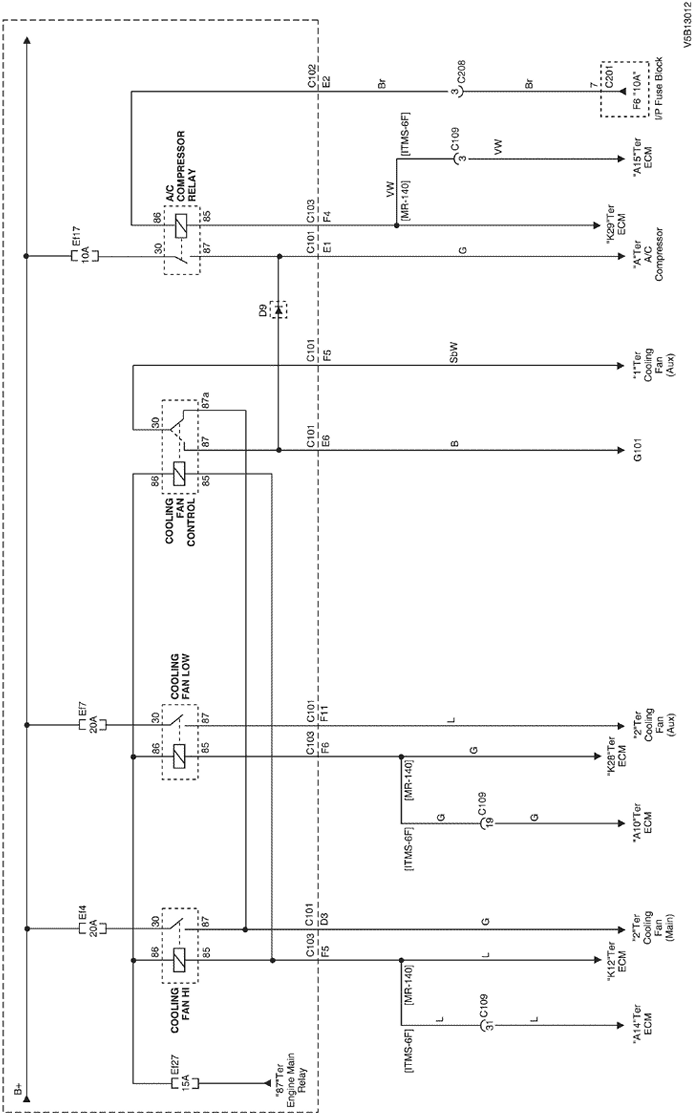 B+
Ef4
20A
Ef7
20A
Ef17
10A
Ef27
15A
"87"Ter
Engine Main
Relay
COOLING
FAN HI
86
30
85
87
COOLING
FAN LOW
86
30
85
87
COOLING
FAN
CONTROL
86
30
85
87
87a
A/C
COMPRESSOR
RELAY
30
86
87
85
D9
C103
F5
C101
D3
C103
F6
C101
F11
C101
E6
C101
F5
C101
E1
C103
F4
C102
E2
[ITMS-6F]
[MR-140]
L
31
C109
L
L
G
[ITMS-6F]
[MR-140]
G
19
C109
G
G
L
B
SbW
G
[MR-140]
[ITMS-6F]
VW
3
C109
VW
Br
3
C208
Br
7
C201
F6 "10A"
I/P Fuse Block
"A14"Ter
ECM
"K12"Ter
ECM
"2"Ter
Cooling
Fan
(Main)
"A10"Ter
ECM
"K28"Ter
ECM
"2"Ter
Cooling
Fan
(Aux)
G101
"1"Ter
Cooling
Fan
(Aux)
"A"Ter
A/C
Compressor
"K29"Ter
ECM
"A15"Ter
ECM
V5B13012